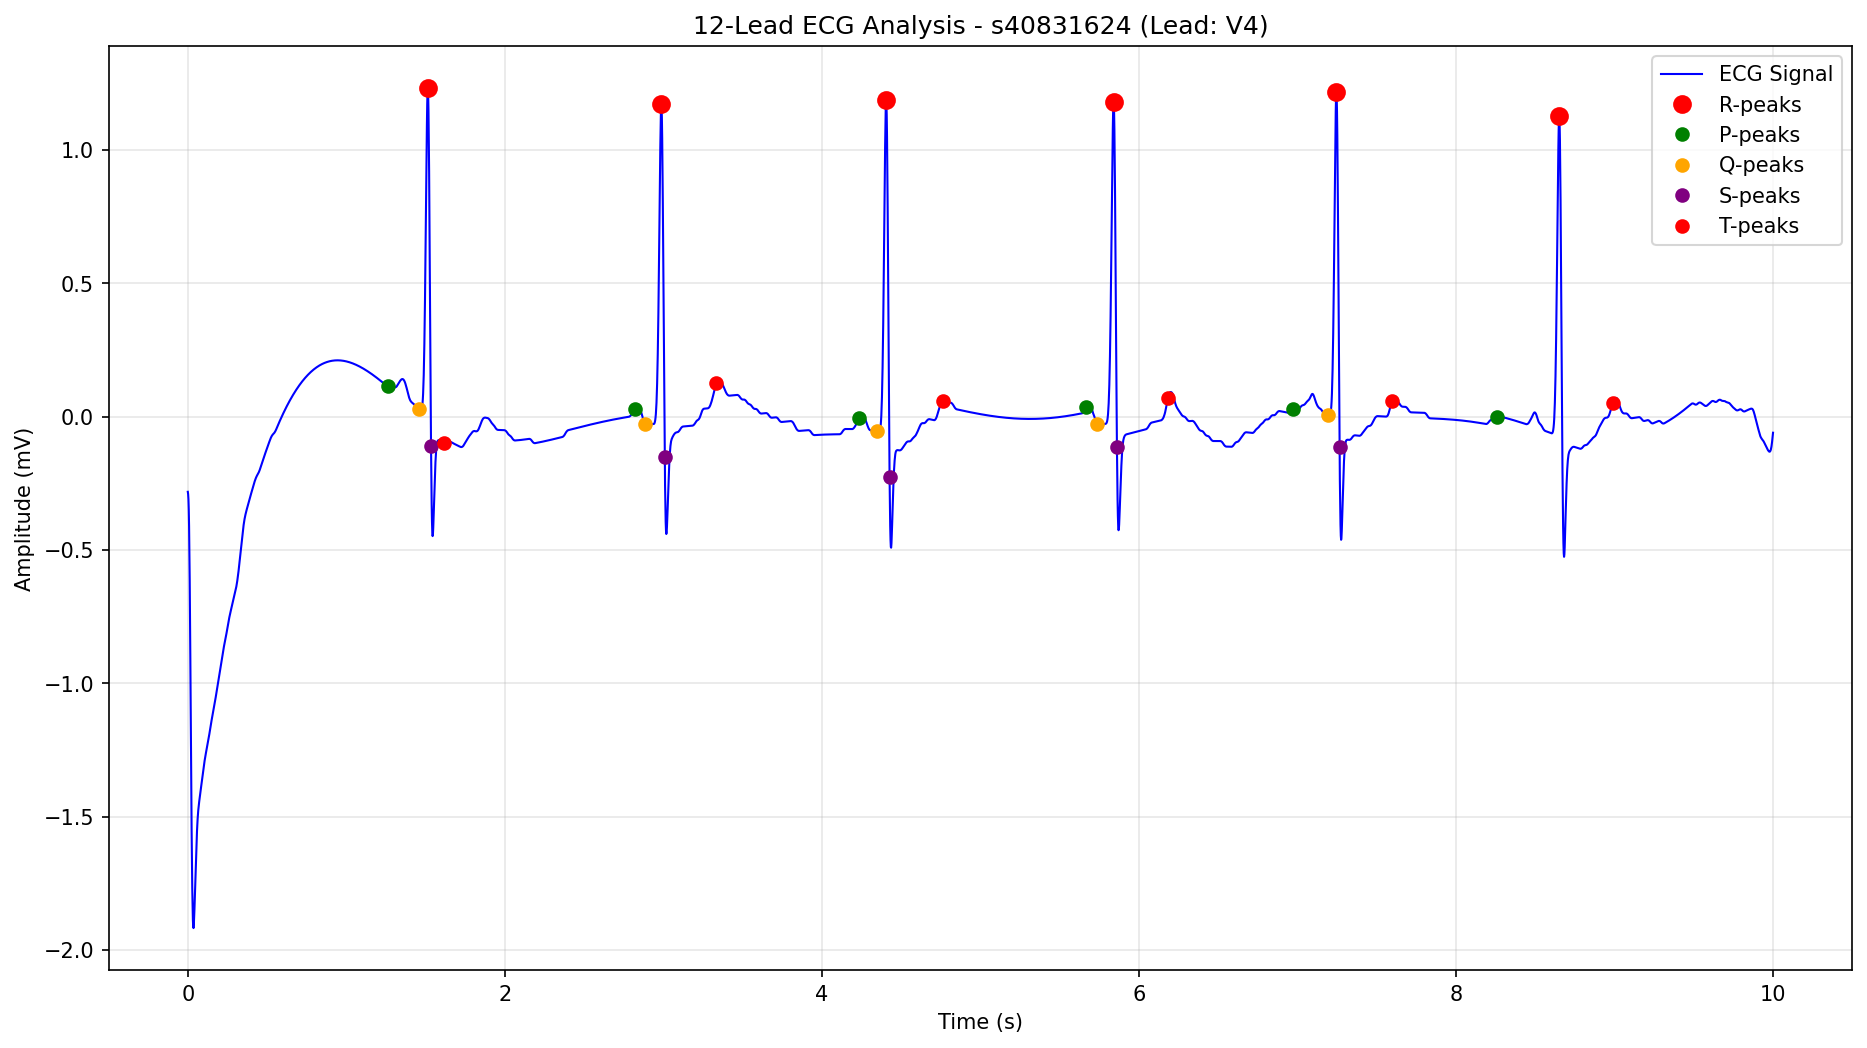 12-Lead ECG Analysis - s40831624 (Lead: V4)
ECG Signal
R-peaks
P-peaks
Q-peaks
S-peaks
T-peaks
Amplitude (mV)
1.0
0.5
0.0
−0.5
−1.0
−1.5
−2.0
0 2 4 6 8 10
Time (s)